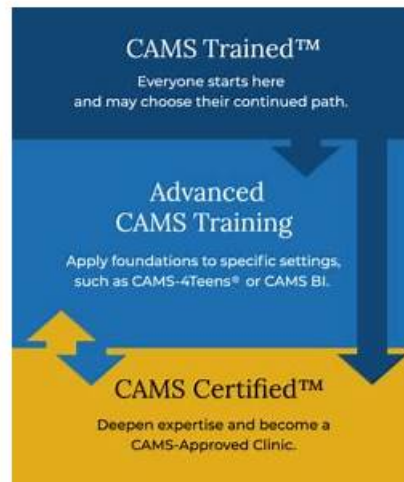 CAMS Trained™
Everyone starts here
and may choose their continued path.
Advanced
CAMS Training
Apply foundations to specific settings,
such as CAMS-4Teens® or CAMS BI.
CAMS Certified™
Deepen expertise and become a
CAMS-Approved Clinic.